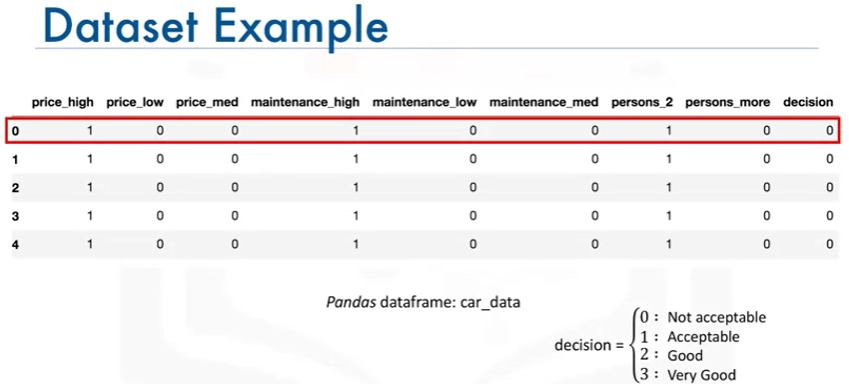 Dataset Example
price_high price_low price_med maintenance_high maintenance_low maintenance_med persons_2 persons_more decision
0 1 0 0 1 0 0 1 0 0
1 1 0 0 1 0 0 1 0 0
2 1 0 0 1 0 0 1 0 0
3 1 0 0 1 0 0 1 0 0
4 1 0 0 1 0 0 1 0 0
Pandas dataframe: car_data
decision =
0 : Not acceptable
1 : Acceptable
2 : Good
3 : Very Good